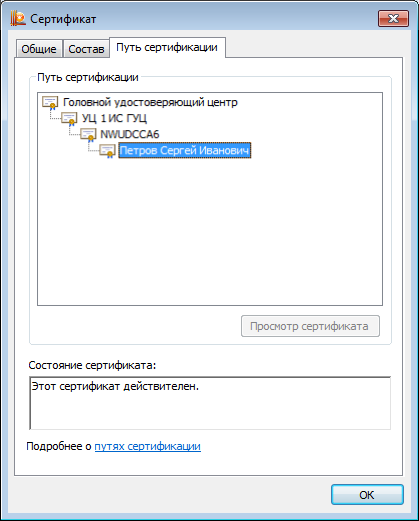 Сертификат
Общие Состав Путь сертификации
Путь сертификации
Головной удостоверяющий центр
УЦ 1 ИС ГУЦ
NWUDCCA6
Петров Сергей Иванович
Просмотр сертификата
Состояние сертификата:
Этот сертификат действителен.
Подробнее о путях сертификации
ОК